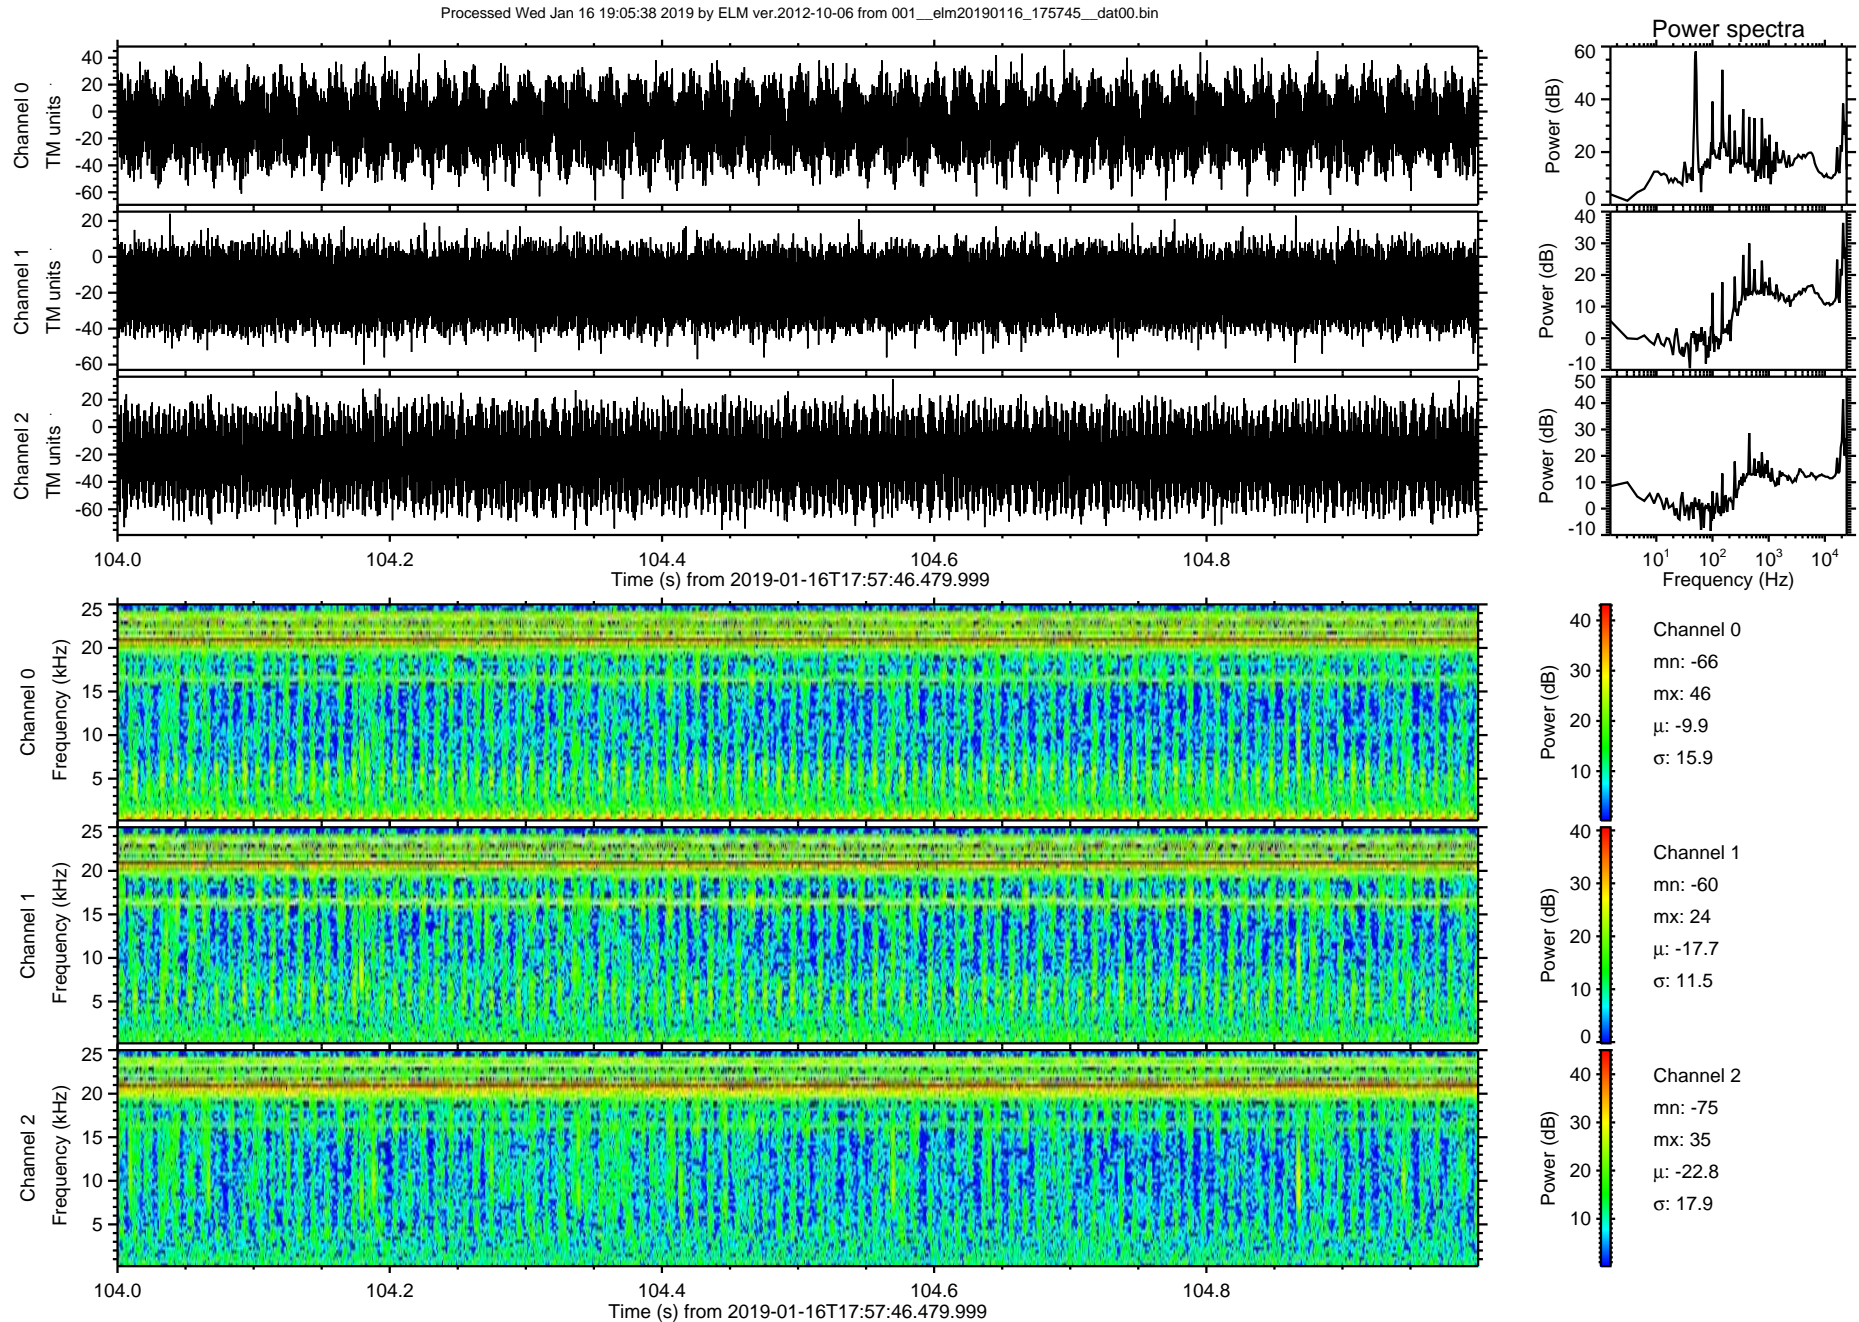 Processed Wed Jan 16 19:05:38 2019 by ELM ver.2012-10-06 from 001__elm20190116_175745__dat00.bin
Power spectra
Channel 0
TM units
40
20
0
-20
-40
-60
Power (dB)
60
40
20
0
Channel 1
TM units
20
0
-20
-40
-60
Power (dB)
40
30
20
10
0
-10
Channel 2
TM units
20
0
-20
-40
-60
Power (dB)
50
40
30
20
10
0
-10
104.0 104.2 104.4 104.6 104.8
Time (s) from 2019-01-16T17:57:46.479.999
10^1 10^2 10^3 10^4
Frequency (Hz)
Channel 0
Frequency (kHz)
25
20
15
10
5
Power (dB)
40
30
20
10
Channel 0
mn: -66
mx: 46
μ: -9.9
σ: 15.9
Channel 1
Frequency (kHz)
25
20
15
10
5
Power (dB)
40
30
20
10
0
Channel 1
mn: -60
mx: 24
μ: -17.7
σ: 11.5
Channel 2
Frequency (kHz)
25
20
15
10
5
Power (dB)
40
30
20
10
Channel 2
mn: -75
mx: 35
μ: -22.8
σ: 17.9
104.0 104.2 104.4 104.6 104.8
Time (s) from 2019-01-16T17:57:46.479.999